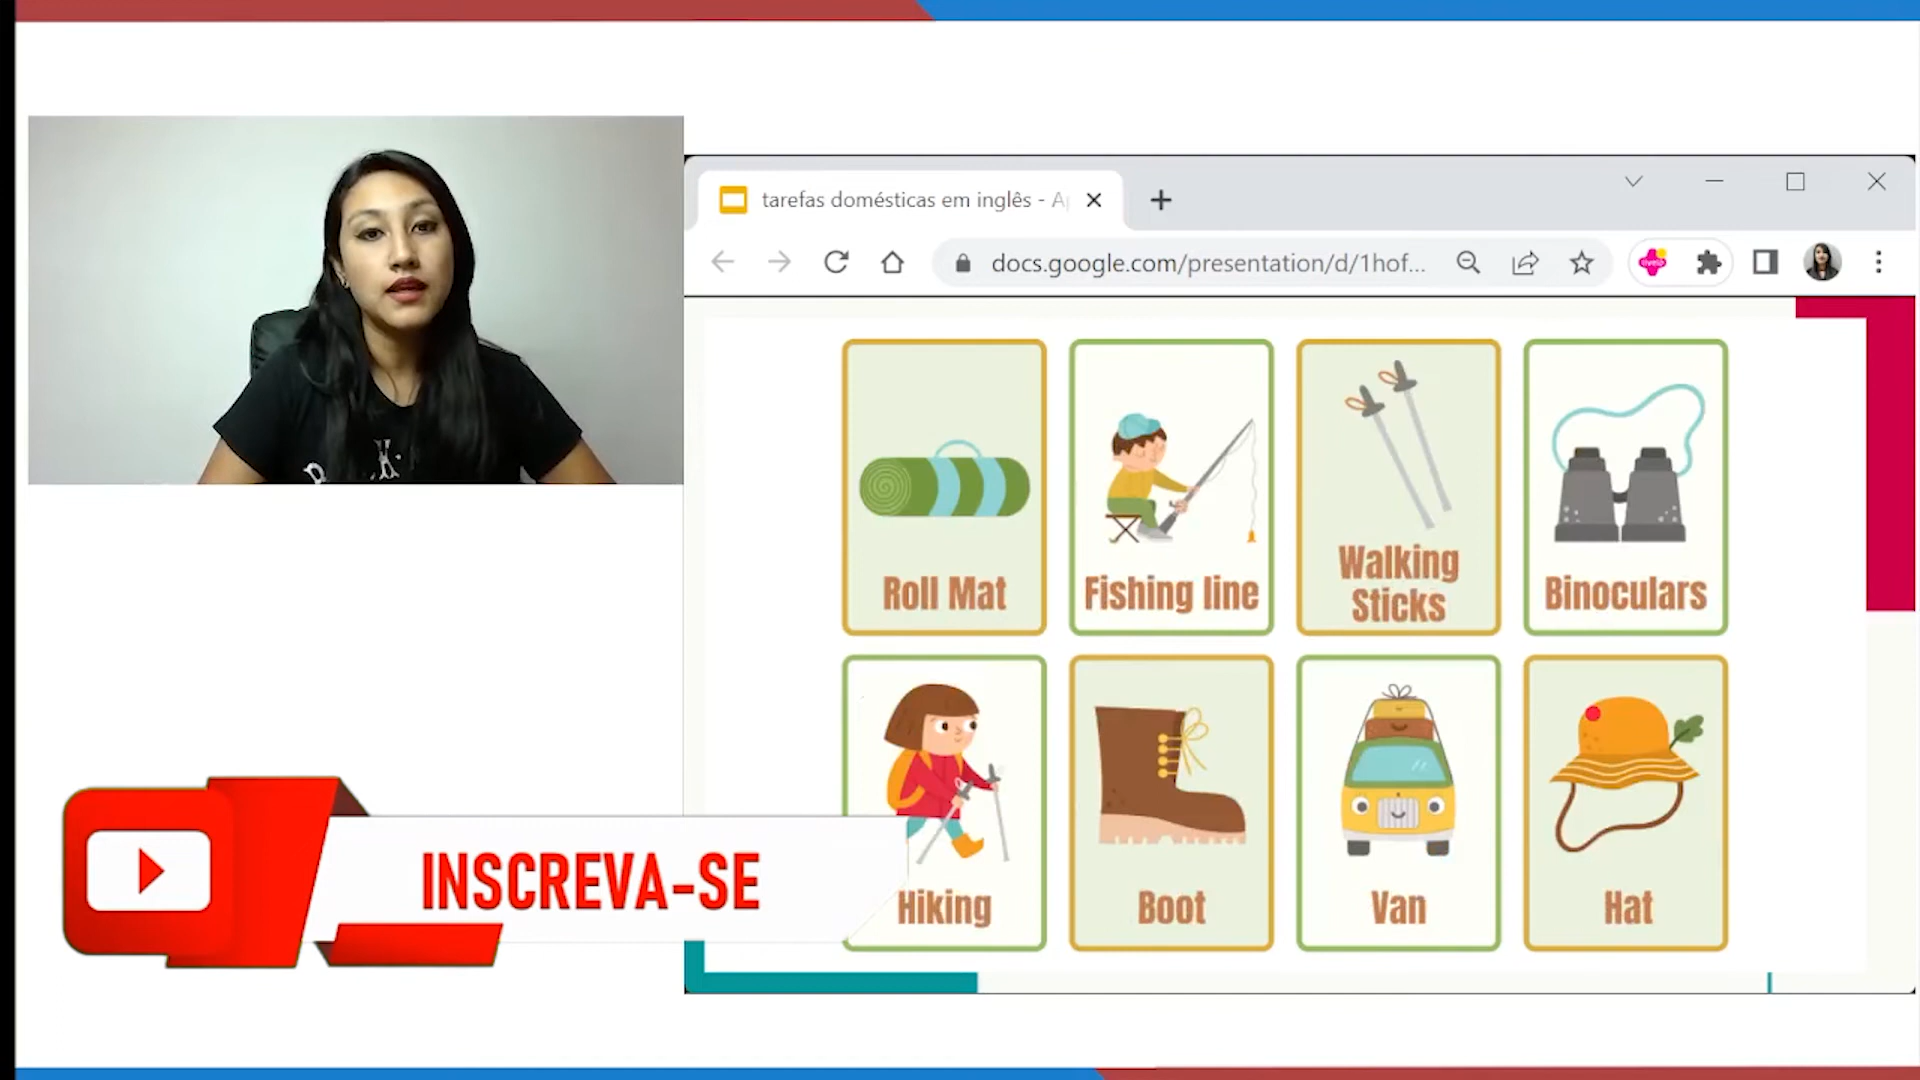 tarefas domésticas em inglês - A
docs.google.com/presentation/d/1hof...
Roll Mat
Fishing line
Walking
Sticks
Binoculars
Hiking
Boot
Van
Hat
INSCREVA-SE